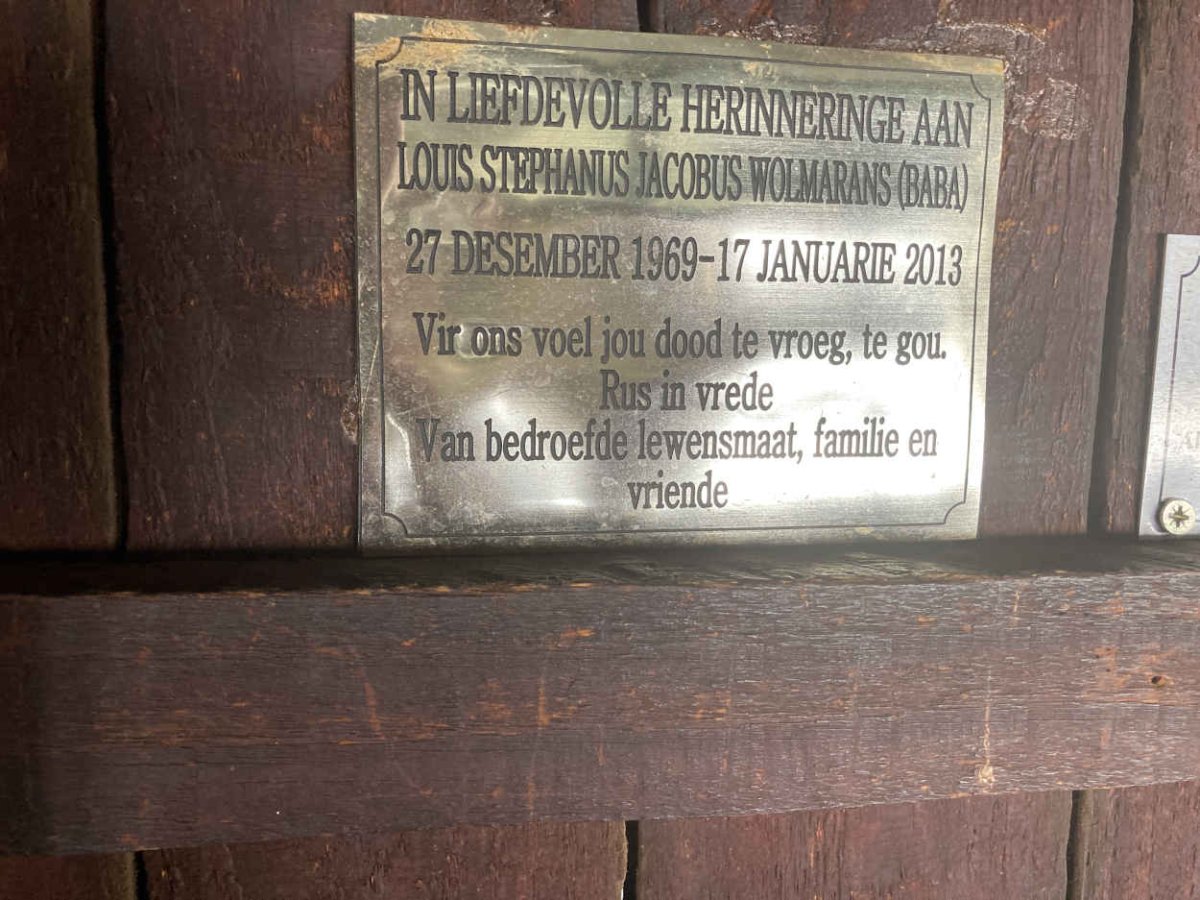 IN LIEFDEVOLLE HERINNERINGE AAN
LOUIS STEPHANUS JACOBUS WOLMARANS (BABA)
27 DESEMBER 1969-17 JANUARIE 2013
Vir ons voel jou dood te vroeg, te gou.
Rus in vrede
Van bedroefde lewensmaat, familie en
vriende